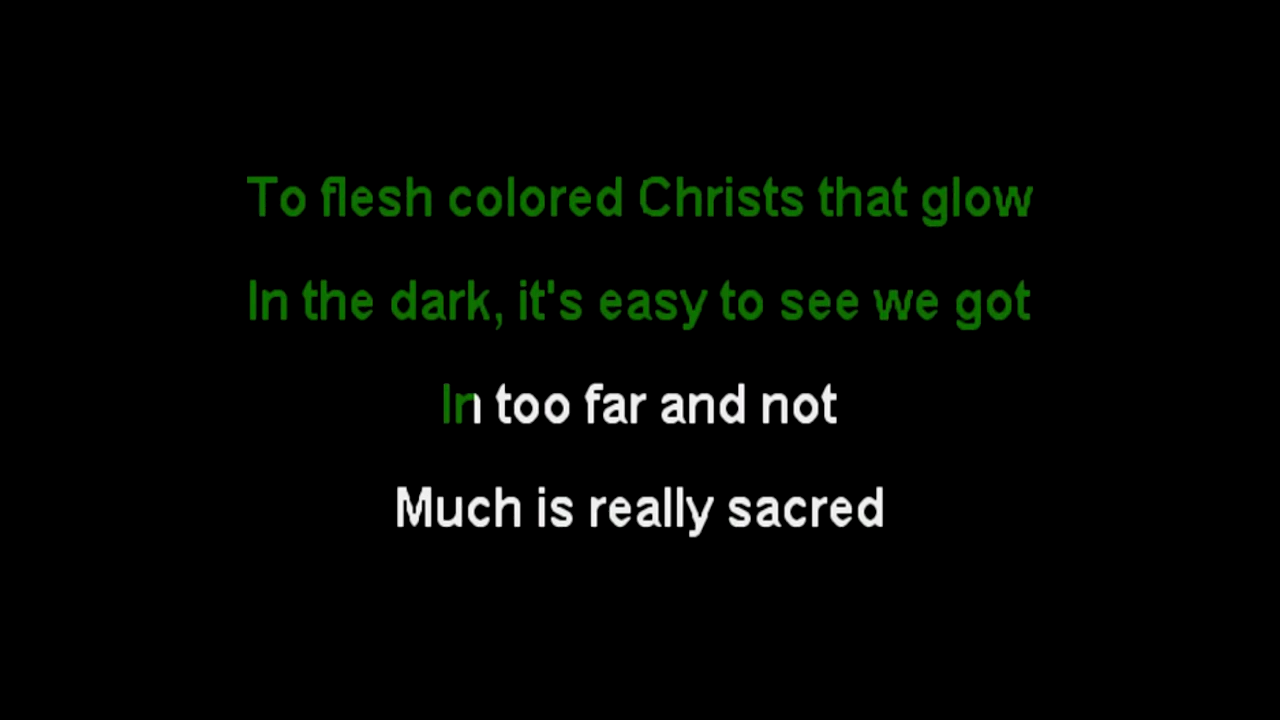 To flesh colored Christs that glow
In the dark, it's easy to see we got
In too far and not
Much is really sacred